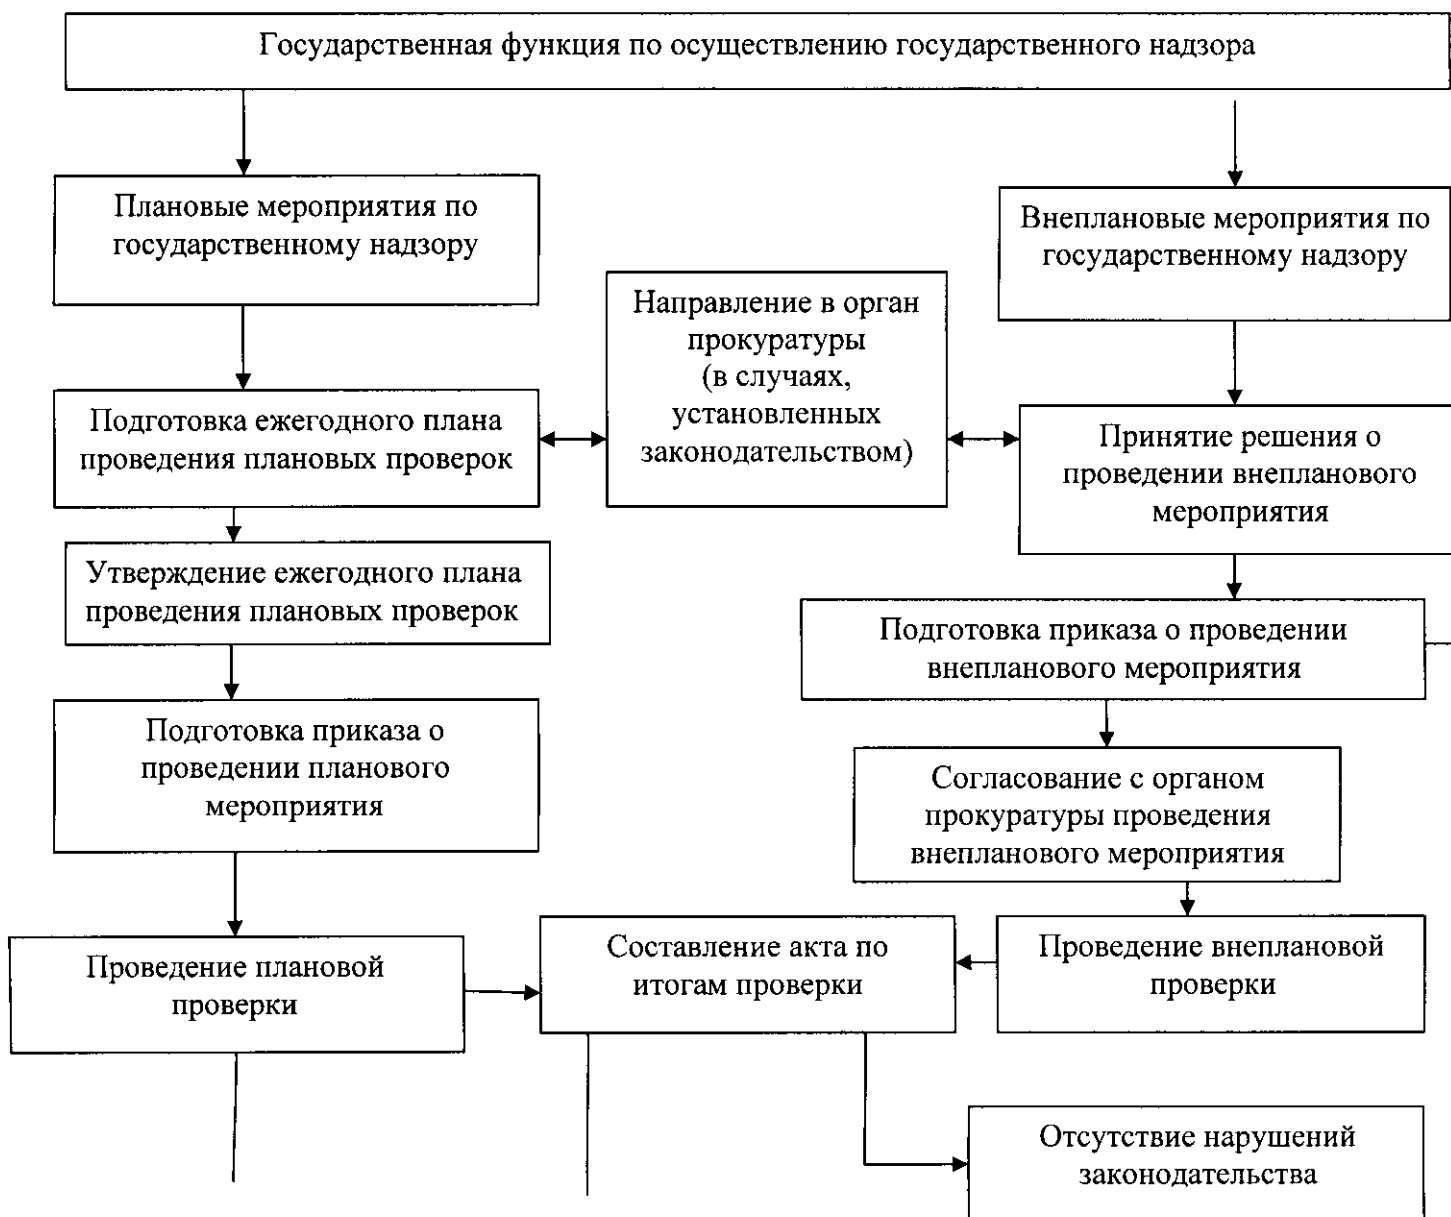 Государственная функция по осуществлению государственного надзора
Плановые мероприятия по
государственному надзору
Внеплановые мероприятия по
государственному надзору
Направление в орган
прокуратуры
(в случаях,
установленных
законодательством)
Подготовка ежегодного плана
проведения плановых проверок
Принятие решения о
проведении внепланового
мероприятия
Утверждение ежегодного плана
проведения плановых проверок
Подготовка приказа о проведении
внепланового мероприятия
Подготовка приказа о
проведении планового
мероприятия
Согласование с органом
прокуратуры проведения
внепланового мероприятия
Проведение плановой
проверки
Составление акта по
итогам проверки
Проведение внеплановой
проверки
Отсутствие нарушений
законодательства